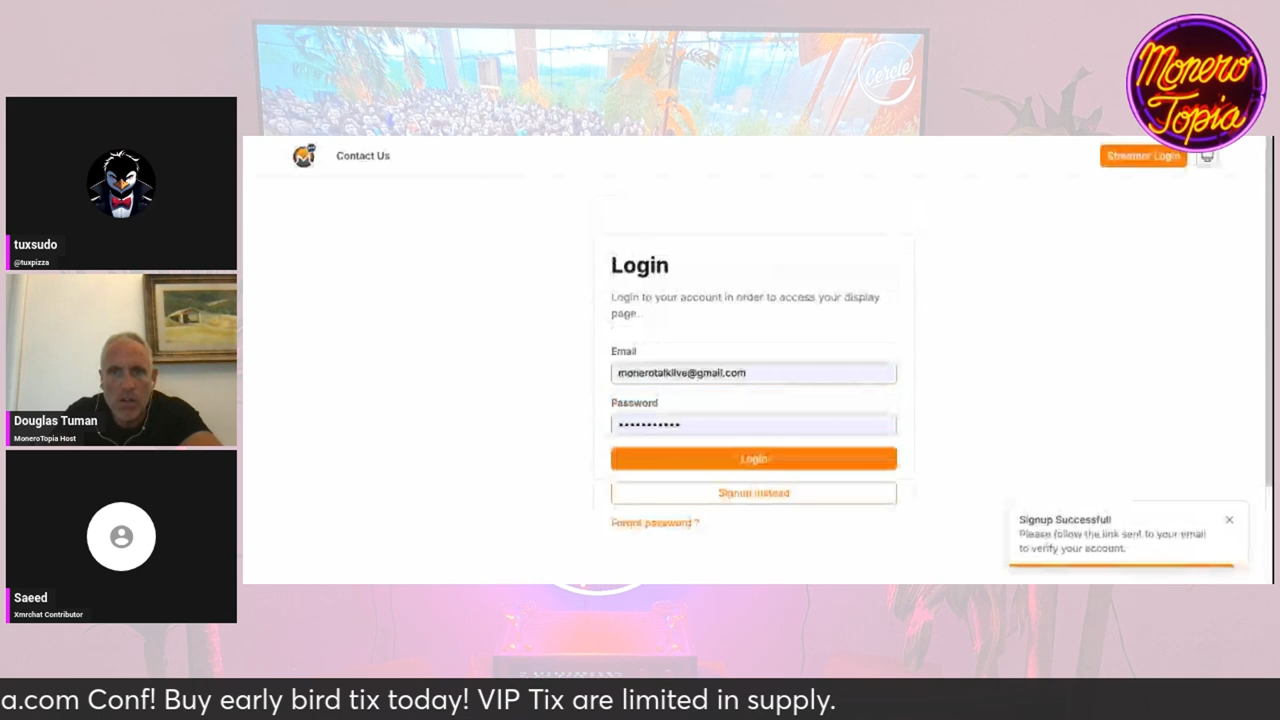 Cercle
Monero
Topia
Contact Us
Streamer Login
tuxsudo
@tuxpizza
Login
Login to your account in order to access your display
page.
Email
monerotalklive@gmail.com
Password
Douglas Tuman
MoneroTopia Host
Login
Signup instead
Forgot password ?
Signup Successful!
Please follow the link sent to your email
to verify your account.
Saeed
Xmrchat Contributor
a.com Conf! Buy early bird tix today! VIP Tix are limited in supply.